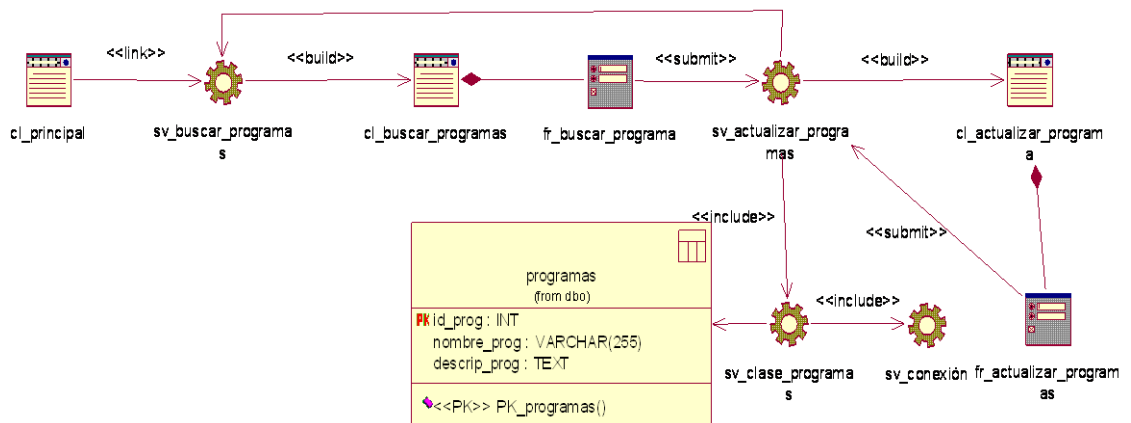 <<link>>
<<build>>
<<submit>>
<<build>>
cl_principal
sv_buscar_programa
s
cl_buscar_programas
fr_buscar_programa
sv_actualizar_progra
mas
cl_actualizar_program
a
<<include>>
<<submit>>
programas
(from dbo)
PK id_prog : INT
nombre_prog : VARCHAR(255)
descrip_prog : TEXT
<<PK>> PK_programas()
<<include>>
sv_clase_programa
s
sv_conexión
fr_actualizar_program
as